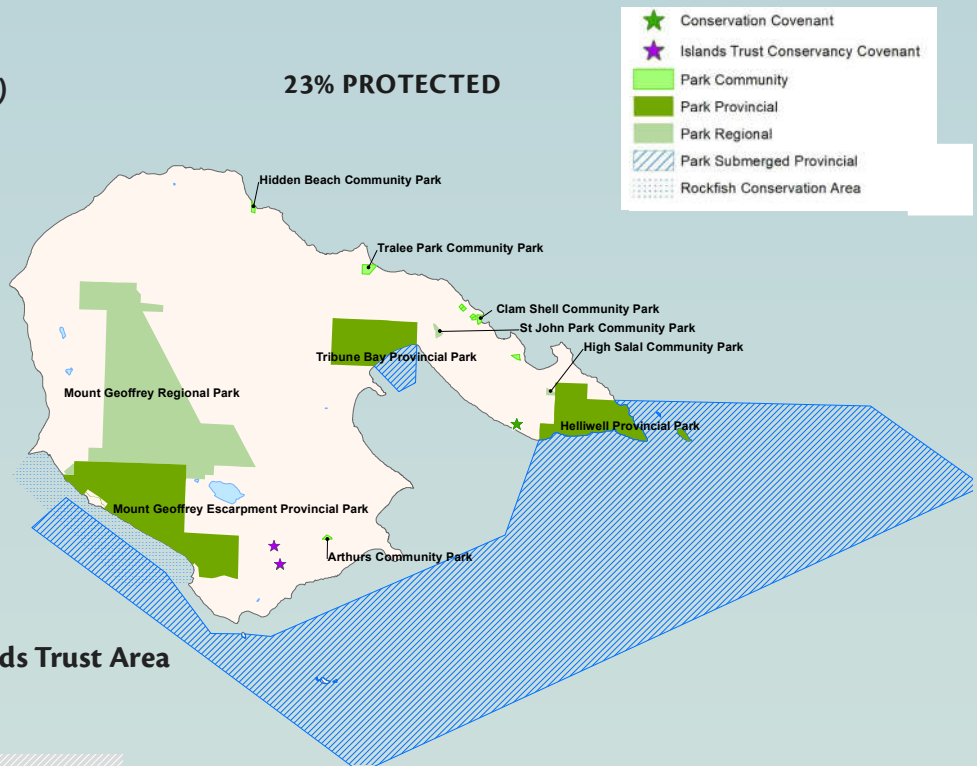 )
23% PROTECTED
Conservation Covenant
Islands Trust Conservancy Covenant
Park Community
Park Provincial
Park Regional
Park Submerged Provincial
Rockfish Conservation Area
Hidden Beach Community Park
Tralee Park Community Park
Clam Shell Community Park
St John Park Community Park
High Salal Community Park
Tribune Bay Provincial Park
Mount Geoffrey Regional Park
Helliwell Provincial Park
Mount Geoffrey Escarpment Provincial Park
Arthurs Community Park
ds Trust Area